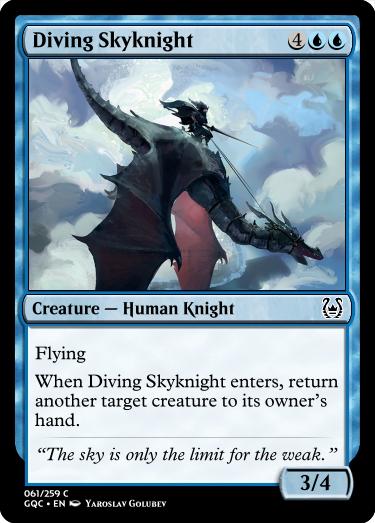 Diving Skyknight 4
Creature — Human Knight
Flying
When Diving Skyknight enters, return
another target creature to its owner's
hand.
“The sky is only the limit for the weak.”
3/4
061/259 C
GQC • EN Yaroslav Golubev